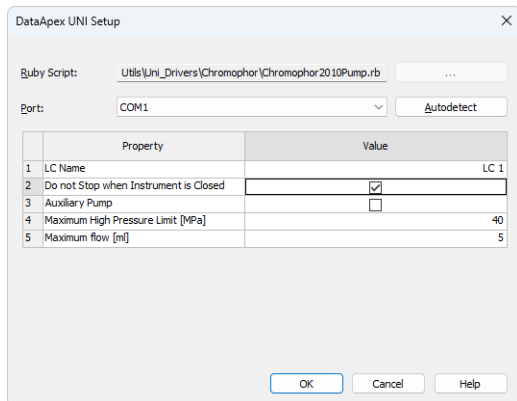 DataApex UNI Setup
Ruby Script: Utils\Uni_Drivers\Chromophor\Chromophor2010Pump.rb ...
Port: COM1 Autodetect
Property Value
1 LC Name LC 1
2 Do not Stop when Instrument is Closed
3 Auxiliary Pump
4 Maximum High Pressure Limit [MPa] 40
5 Maximum flow [ml] 5
OK Cancel Help